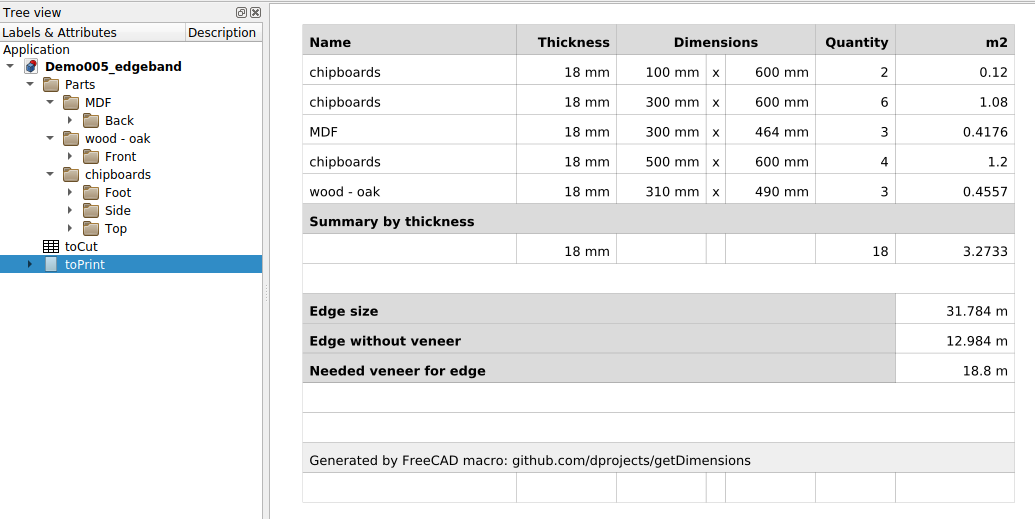 Tree view
Labels & Attributes Description
Application
Demo005_edgeband
Parts
MDF
Back
wood - oak
Front
chipboards
Foot
Side
Top
toCut
toPrint
Name Thickness Dimensions Quantity m2
chipboards 18 mm 100 mm x 600 mm 2 0.12
chipboards 18 mm 300 mm x 600 mm 6 1.08
MDF 18 mm 300 mm x 464 mm 3 0.4176
chipboards 18 mm 500 mm x 600 mm 4 1.2
wood - oak 18 mm 310 mm x 490 mm 3 0.4557
Summary by thickness
18 mm 18 3.2733
Edge size 31.784 m
Edge without veneer 12.984 m
Needed veneer for edge 18.8 m
Generated by FreeCAD macro: github.com/dprojects/getDimensions